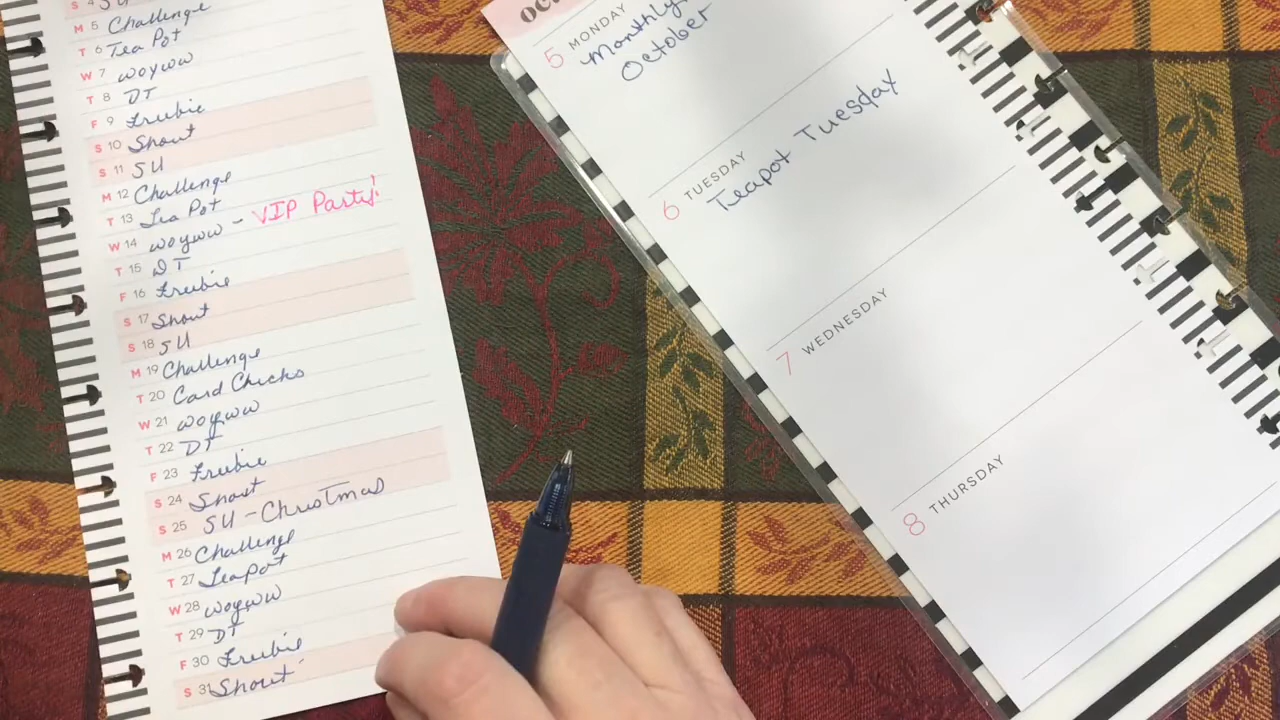 S 4 SU
M 5 Challenge
T 6 Tea Pot
W 7 woyww
T 8 DT
F 9 Freebie
S 10 Shout
S 11 SU
M 12 Challenge
T 13 Tea Pot
W 14 woyww - VIP Party!
T 15 DT
F 16 Freebie
S 17 Shout
S 18 SU
M 19 Challenge
T 20 Card Chicks
W 21 woyww
T 22 DT
F 23 Freebie
S 24 Shout
S 25 SU - Christmas
M 26 Challenge
T 27 Teapot
W 28 woyww
T 29 DT
F 30 Freebie
S 31 Shout
5 MONDAY
Monthly
October
6 TUESDAY
Teapot Tuesday
7 WEDNESDAY
8 THURSDAY